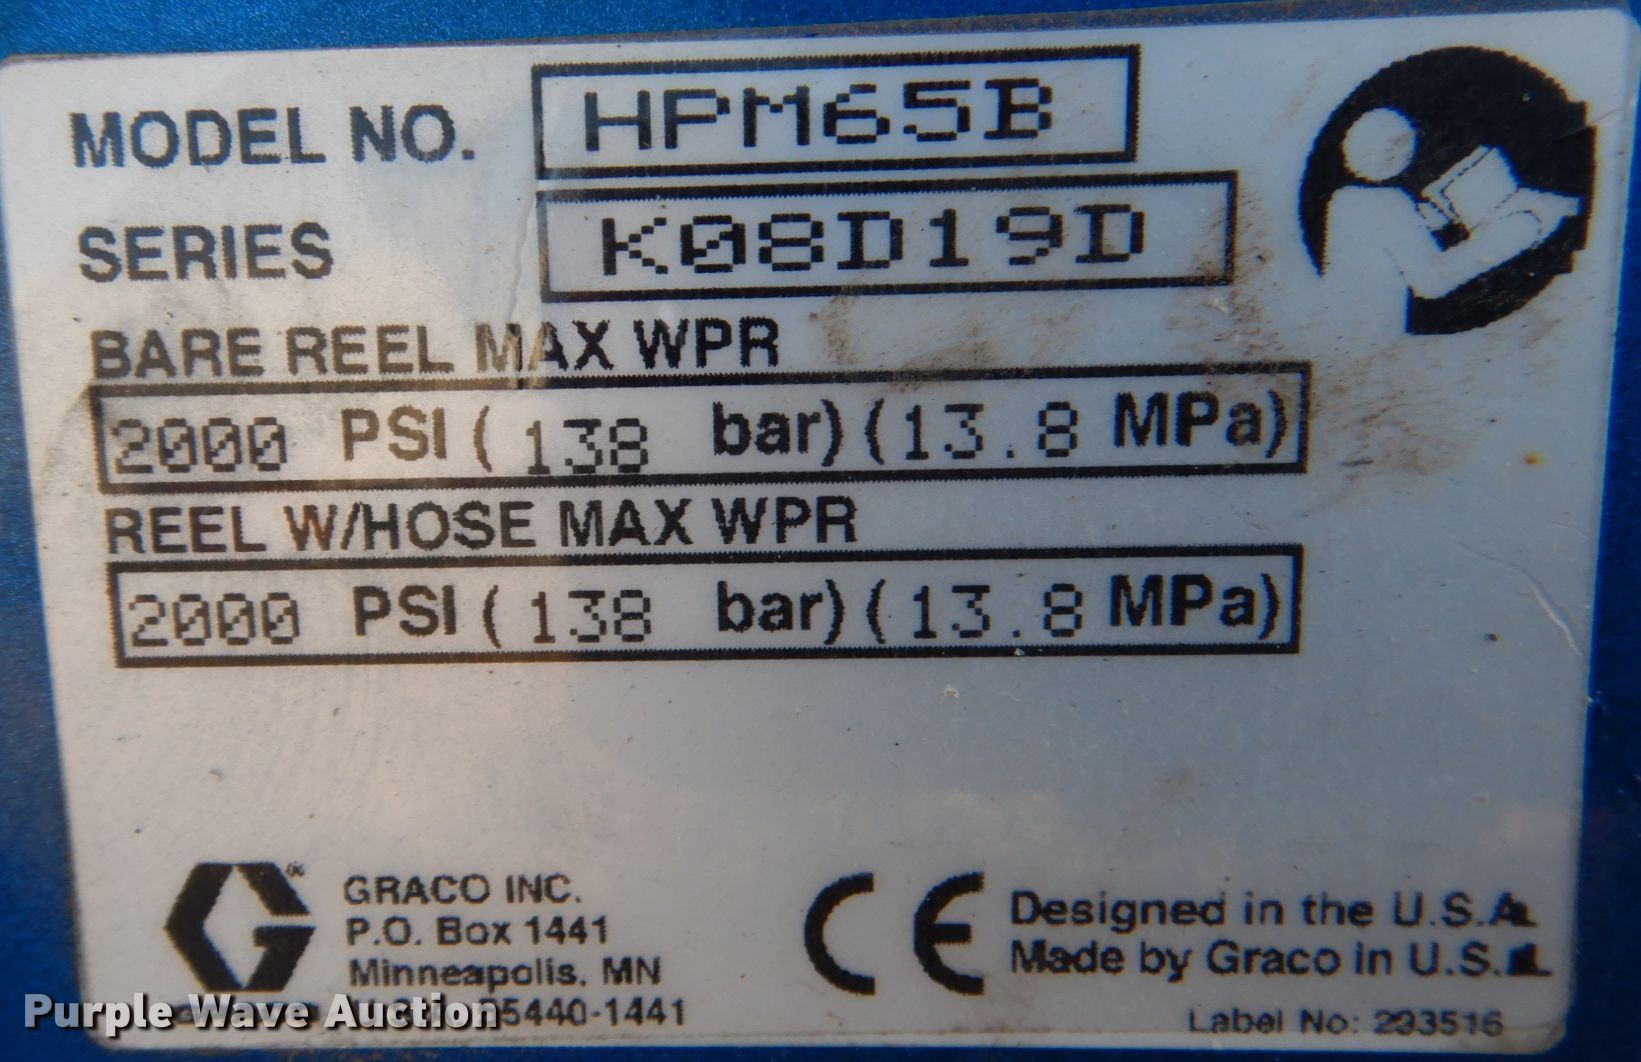 MODEL NO. HPM65B
SERIES K08D19D
BARE REEL MAX WPR
2000 PSI (138 bar) (13.8 MPa)
REEL W/HOSE MAX WPR
2000 PSI (138 bar) (13.8 MPa)
G
GRACO INC.
P.O. Box 1441
Minneapolis, MN
55440-1441
CE
Designed in the U.S.A.
Made by Graco in U.S.A.
Label No: 293516
Purple Wave Auction